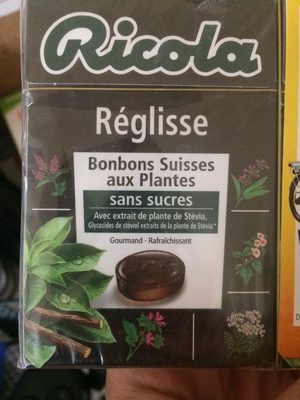 Ricola
Réglisse
Bonbons Suisses
aux Plantes
sans sucres
Avec extrait de plante de Stévia,
Glycosides de stéviol extraits de la plante de Stévia.*
Gourmand - Rafraîchissant